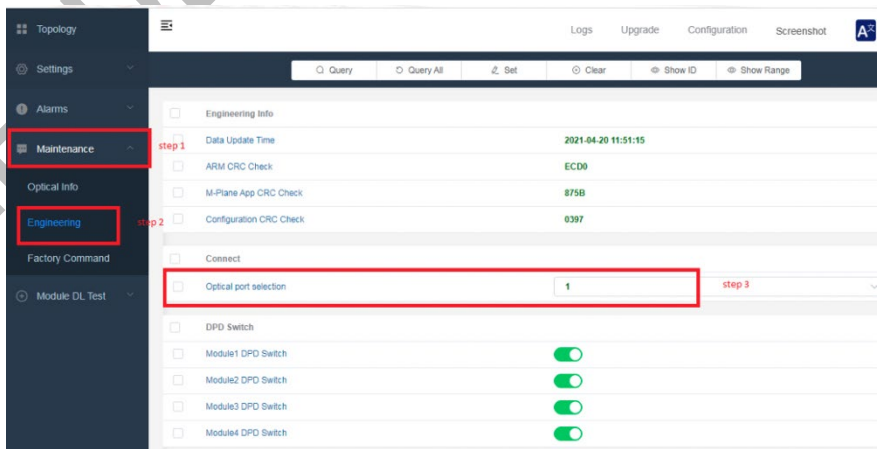 Topology
Logs Upgrade Configuration Screenshot A文
Settings
Query Query All Set Clear Show ID Show Range
Alarms
Engineering Info
Maintenance
step 1
Data Update Time 2021-04-20 11:51:15
ARM CRC Check ECD0
Optical Info
M-Plane App CRC Check 875B
Engineering
step 2
Configuration CRC Check 0397
Factory Command
Connect
Module DL Test
Optical port selection 1 step 3
DPD Switch
Module1 DPD Switch
Module2 DPD Switch
Module3 DPD Switch
Module4 DPD Switch